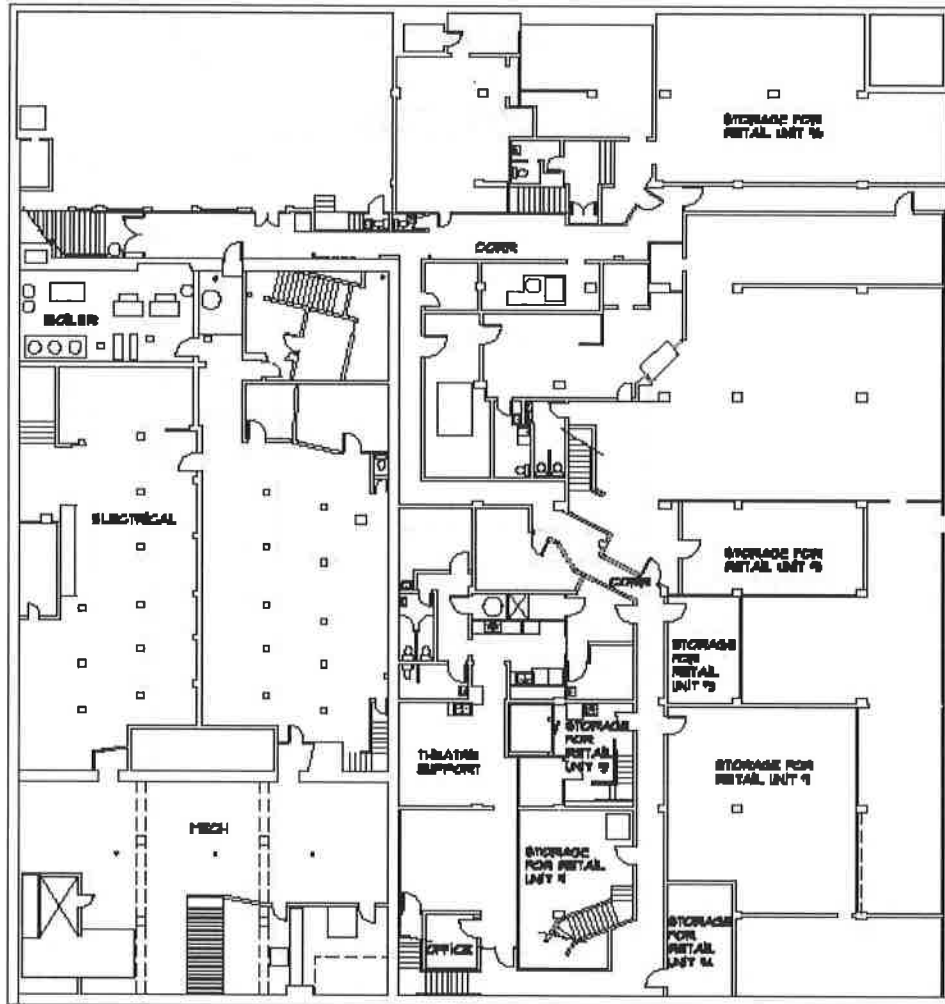 STORAGE FOR
RETAIL UNIT
CORR
BOILER
ELECTRICAL
STORAGE FOR
RETAIL UNIT
CORR
STORAGE
FOR
RETAIL
UNIT
STORAGE
FOR
RETAIL
UNIT
THEATRE
SUPPORT
STORAGE FOR
RETAIL UNIT
MECH
STORAGE
FOR RETAIL
UNIT
STORAGE
FOR
RETAIL
UNIT
OFFICE